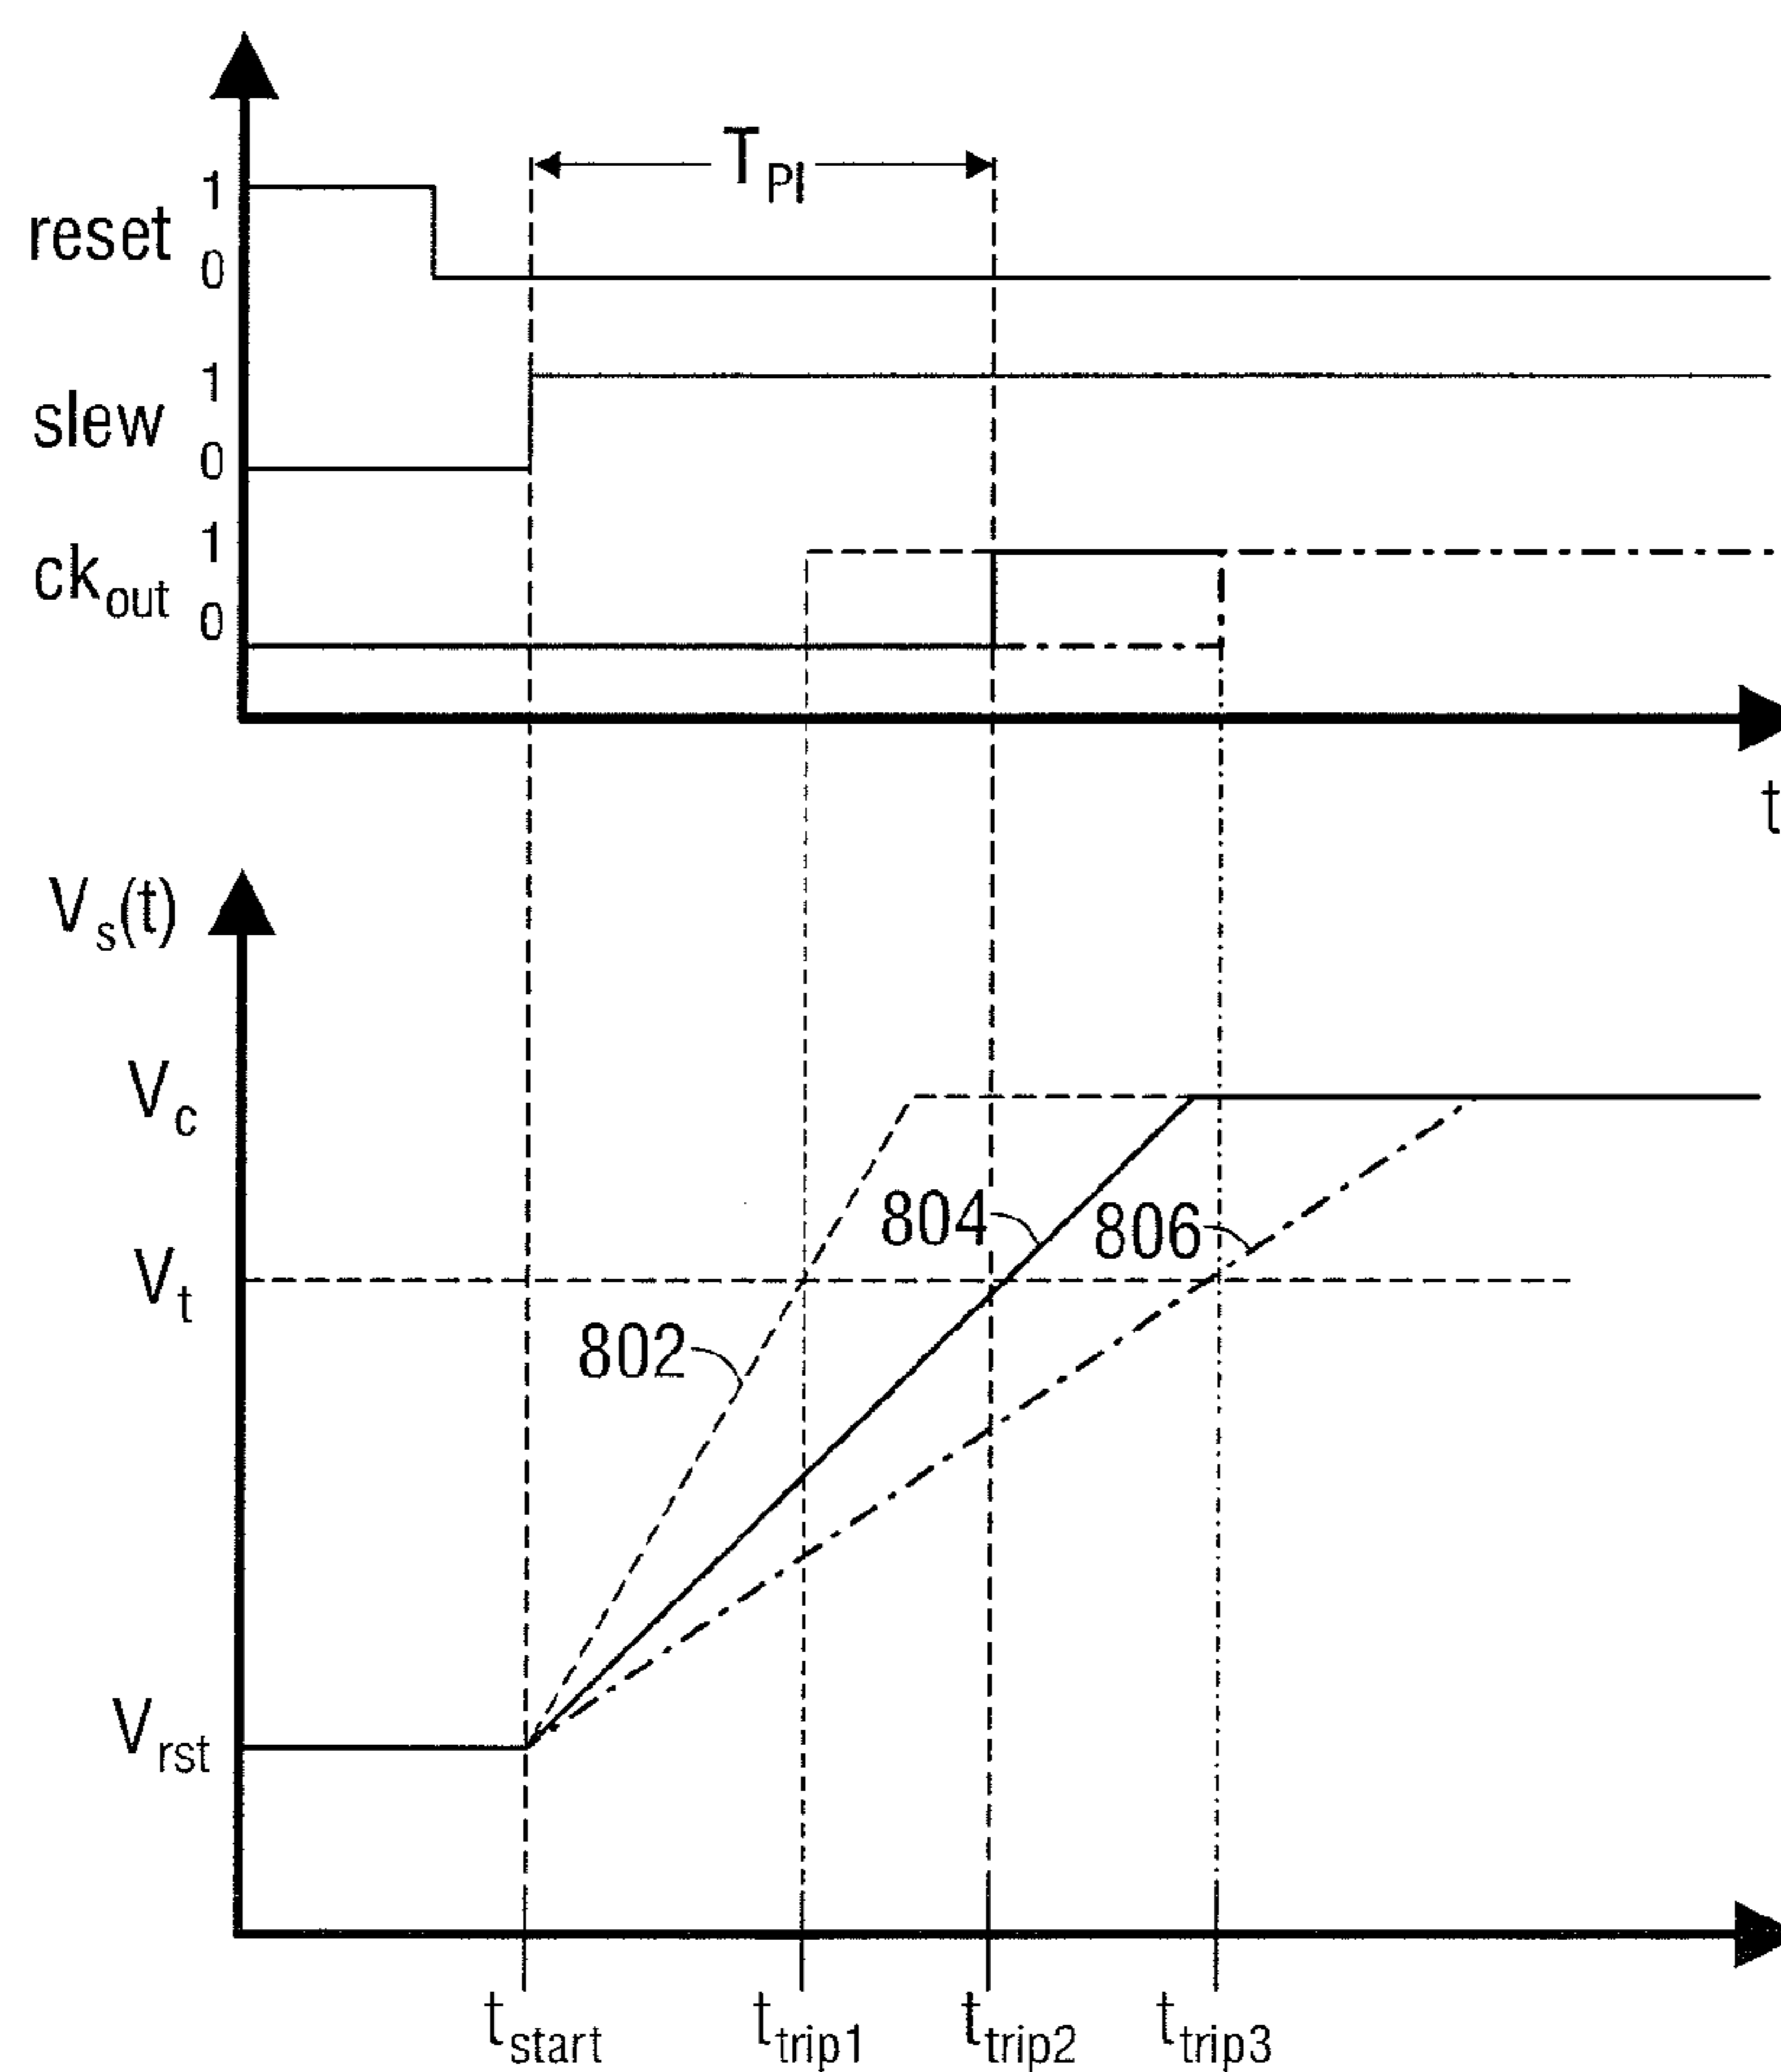 T_PI
1
reset
0
1
slew
0
1
ck_out
0
t
V_s(t)
V_c
804
806
V_t
802
V_rst
t_start
t_trip1
t_trip2
t_trip3